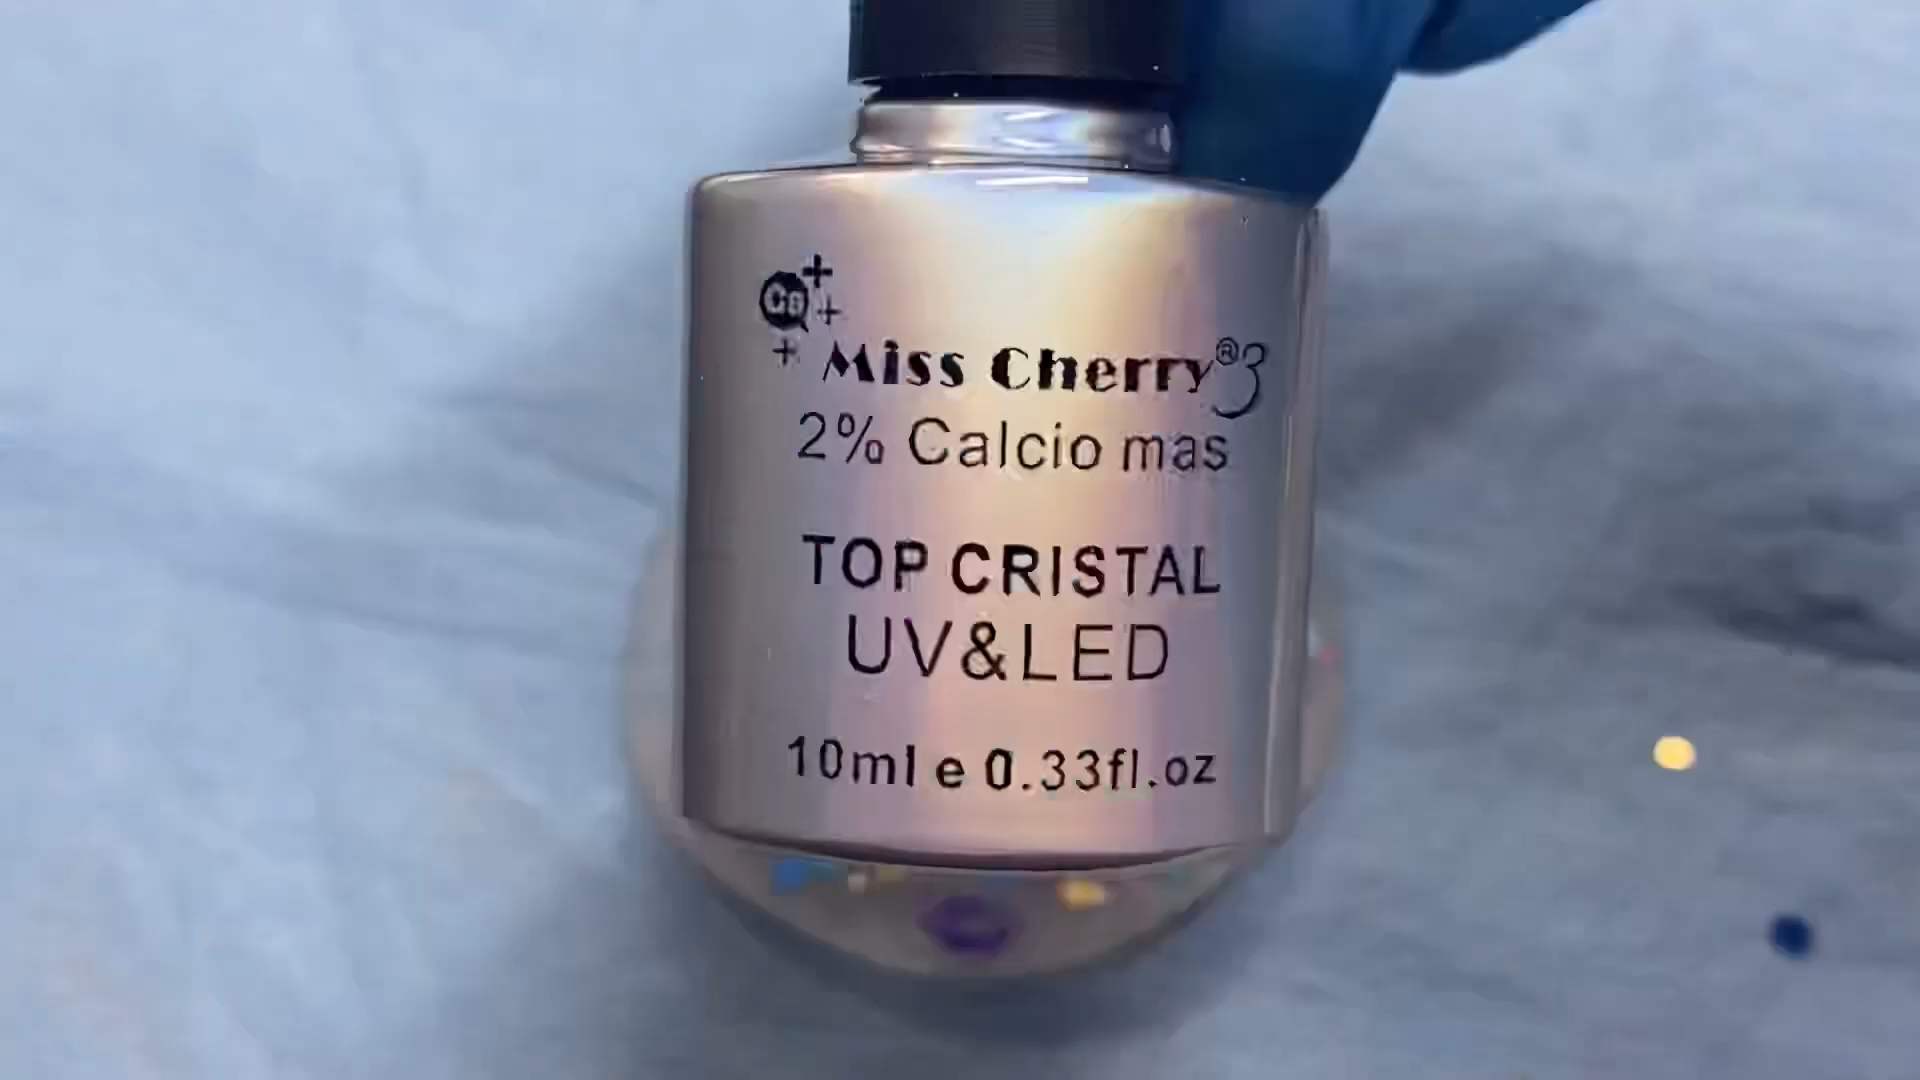 Ca
Miss Cherry®
2% Calcio mas
TOP CRISTAL
UV&LED
10ml e 0.33fl.oz